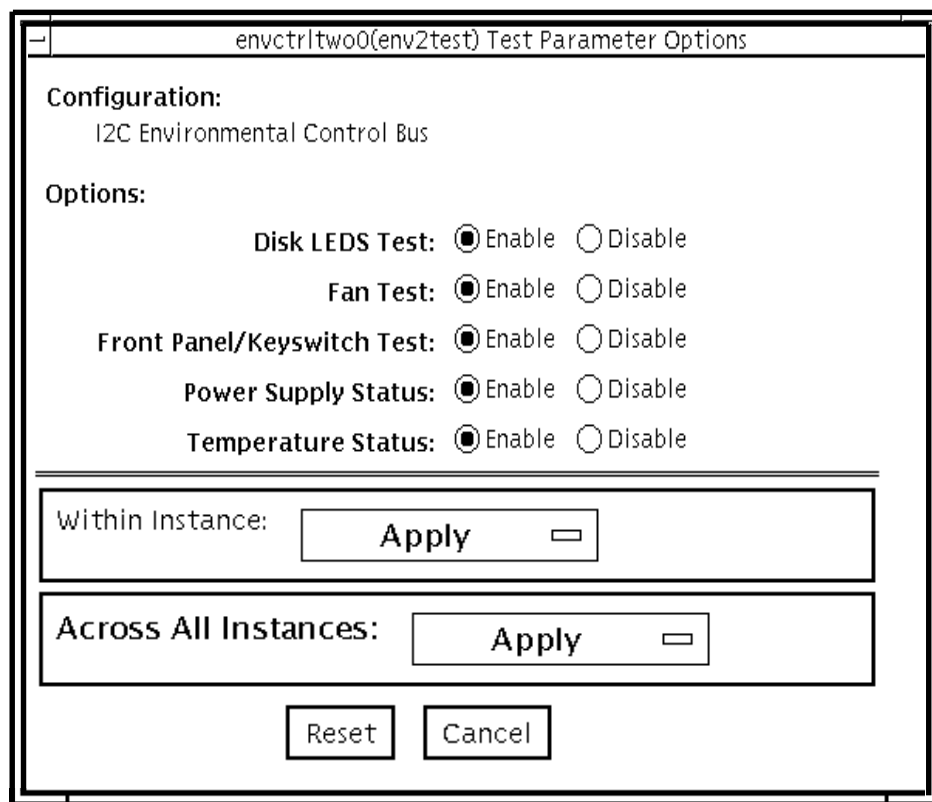 envctrltwo0(env2test) Test Parameter Options
Configuration:
I2C Environmental Control Bus
Options:
Disk LEDS Test: Enable Disable
Fan Test: Enable Disable
Front Panel/Keyswitch Test: Enable Disable
Power Supply Status: Enable Disable
Temperature Status: Enable Disable
Within Instance: Apply
Across All Instances: Apply
Reset Cancel